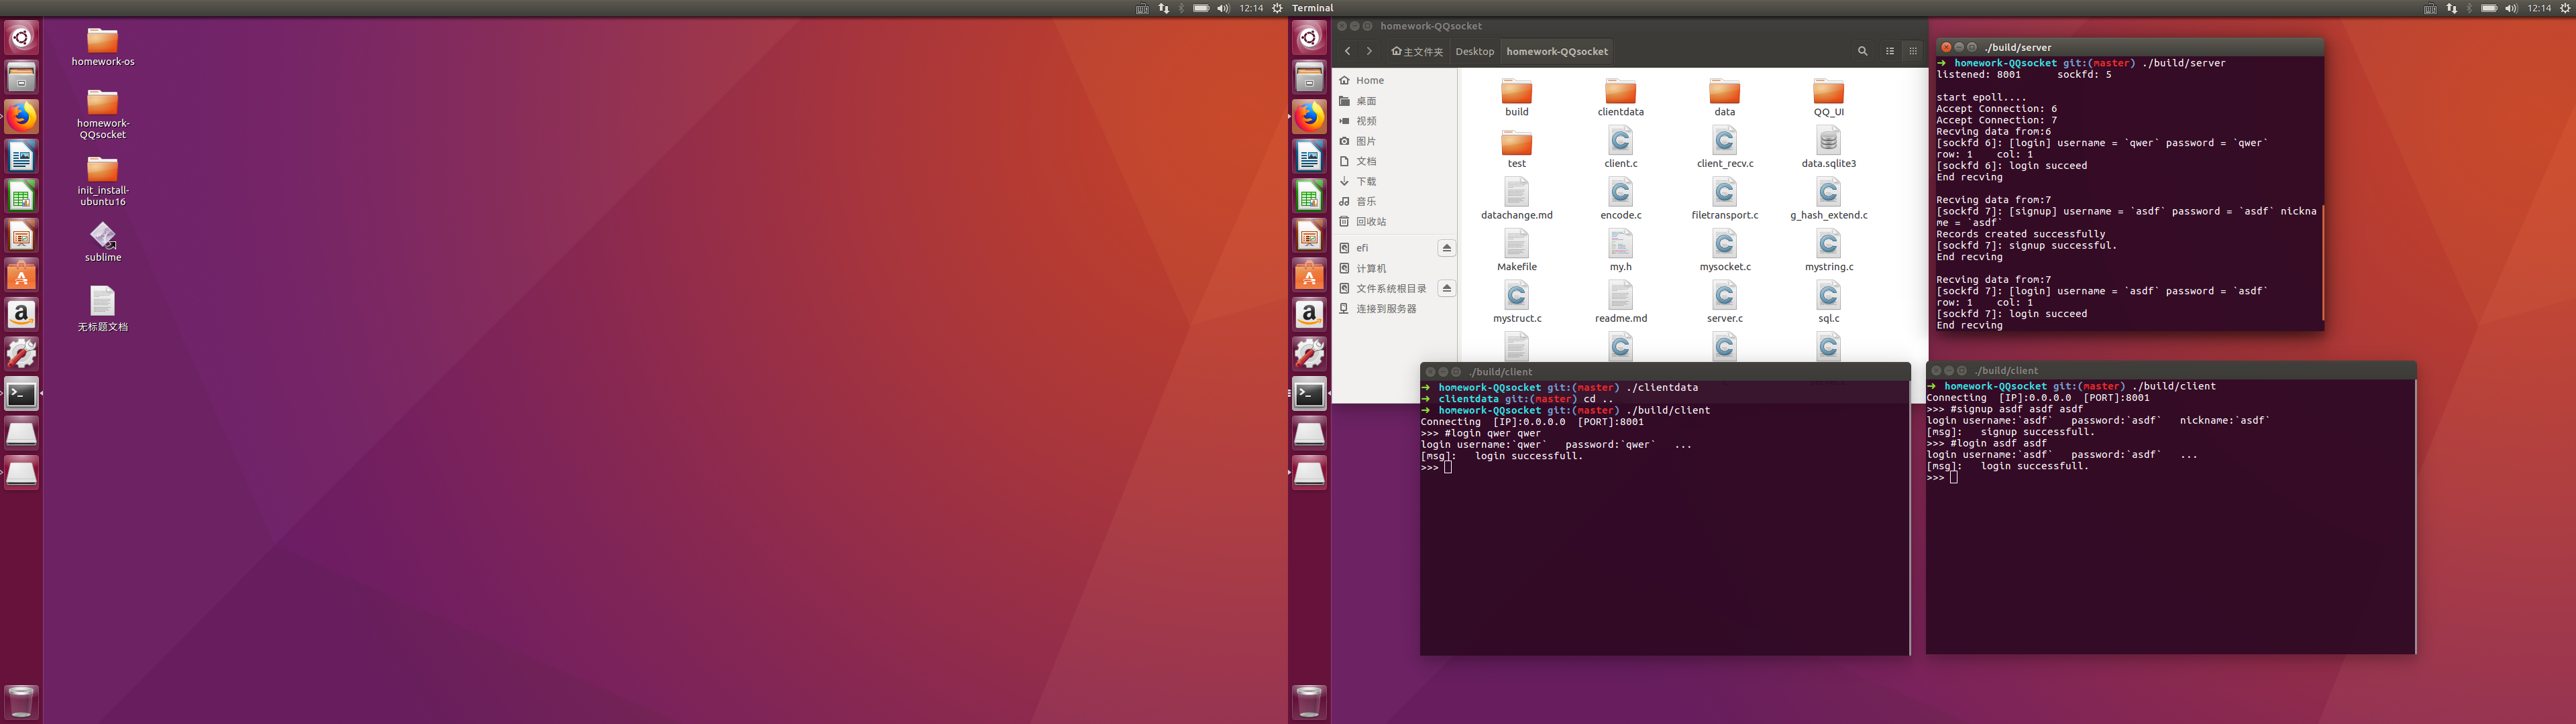 12:14
Terminal
12:14
homework-os
homework-
QQsocket
init_install-
ubuntu16
sublime
无标题文档
homework-QQsocket
主文件夹
Desktop
homework-QQsocket
Home
桌面
视频
图片
文档
下载
音乐
回收站
efi
计算机
文件系统根目录
连接到服务器
build
clientdata
data
QQ_UI
test
client.c
client_recv.c
data.sqlite3
datachange.md
encode.c
filetransport.c
g_hash_extend.c
Makefile
my.h
mysocket.c
mystring.c
mystruct.c
readme.md
server.c
sql.c
./build/server
➜  homework-QQsocket git:(master) ./build/server
listened: 8001      sockfd: 5
start epoll....
Accept Connection: 6
Accept Connection: 7
Recving data from:6
[sockfd 6]: [login] username = `qwer` password = `qwer`
row: 1    col: 1
[sockfd 6]: login succeed
End recving
Recving data from:7
[sockfd 7]: [signup] username = `asdf` password = `asdf` nickna
me = `asdf`
Records created successfully
[sockfd 7]: signup successful.
End recving
Recving data from:7
[sockfd 7]: [login] username = `asdf` password = `asdf`
row: 1    col: 1
[sockfd 7]: login succeed
End recving
./build/client
➜  homework-QQsocket git:(master) ./clientdata
➜  clientdata git:(master) cd ..
➜  homework-QQsocket git:(master) ./build/client
Connecting  [IP]:0.0.0.0  [PORT]:8001
>>> #login qwer qwer
login username:`qwer`   password:`qwer`   ...
[msg]:   login successfull.
>>>
./build/client
➜  homework-QQsocket git:(master) ./build/client
Connecting  [IP]:0.0.0.0  [PORT]:8001
>>> #signup asdf asdf asdf
login username:`asdf`   password:`asdf`   nickname:`asdf`
[msg]:   signup successfull.
>>> #login asdf asdf
login username:`asdf`   password:`asdf`   ...
[msg]:   login successfull.
>>>